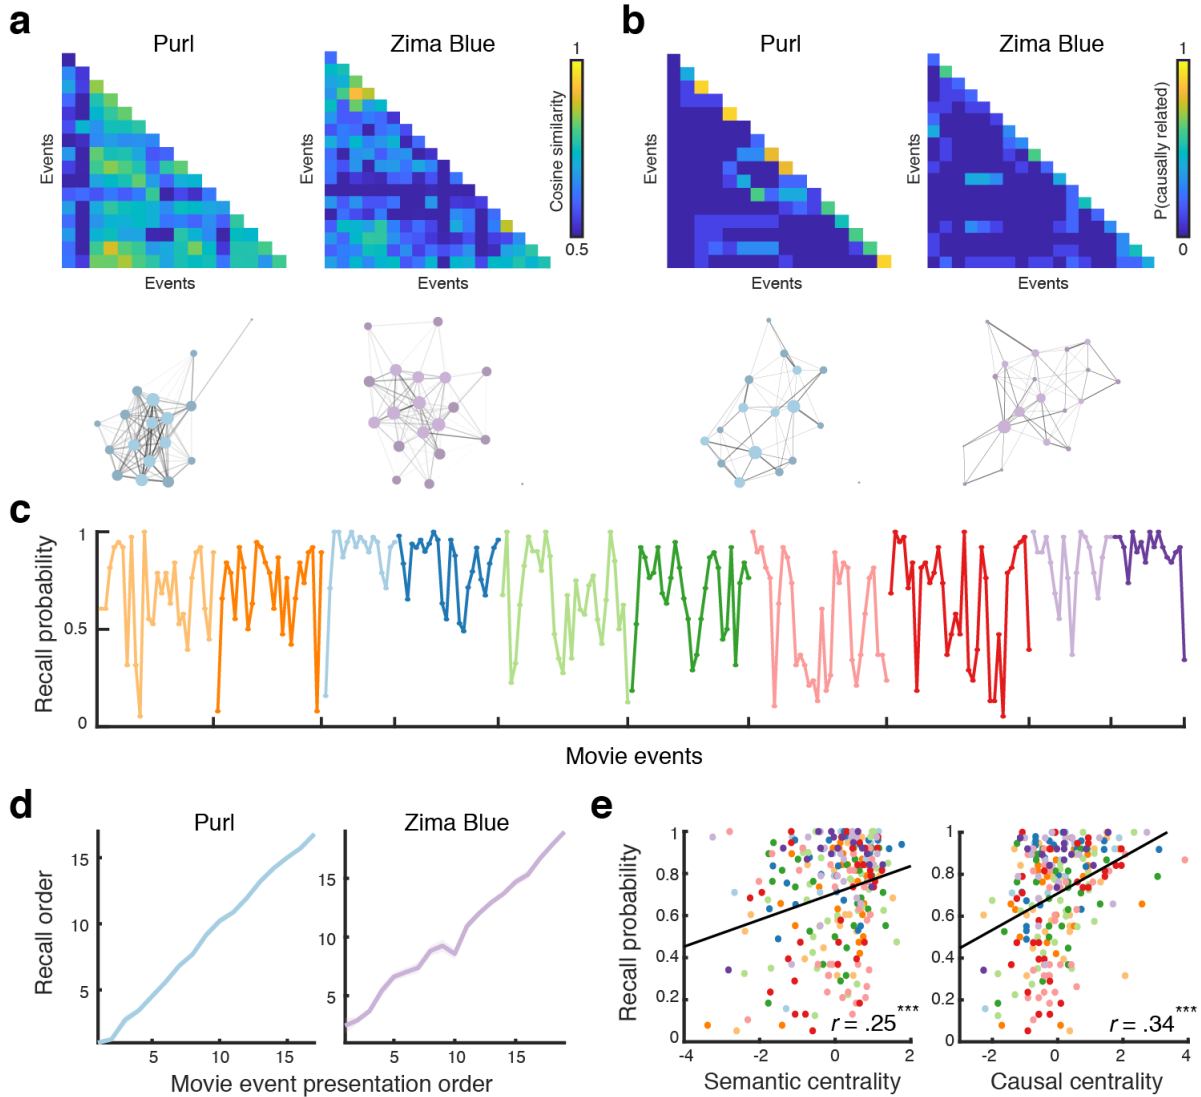 a
Purl
Zima Blue
Events
Events
1
Cosine similarity
0.5
Events
Events
b
Purl
Zima Blue
Events
Events
1
P(causally related)
0
Events
Events
c
Recall probability
1
0.5
0
Movie events
d
Purl
Zima Blue
Recall order
15
10
5
15
10
5
5
10
15
5
10
15
Movie event presentation order
e
Recall probability
1
0.8
0.6
0.4
0.2
0
1
0.8
0.6
0.4
0.2
0
r = .25***
r = .34***
-4
-2
0
2
-2
0
2
4
Semantic centrality
Causal centrality